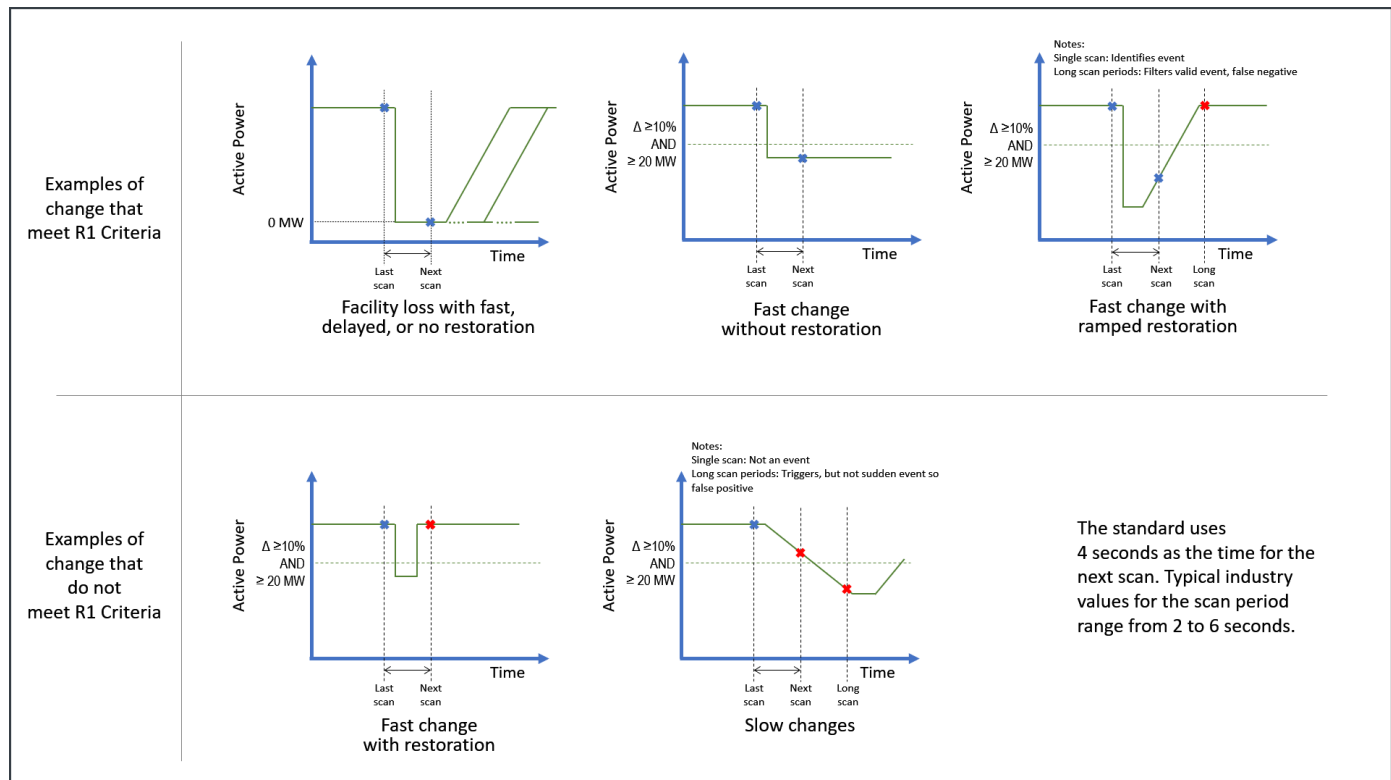 Examples of
change that
meet R1 Criteria
Active Power
0 MW
Time
Last
scan
Next
scan
Facility loss with fast,
delayed, or no restoration
Active Power
Δ ≥10%
AND
≥ 20 MW
Time
Last
scan
Next
scan
Fast change
without restoration
Notes:
Single scan: Identifies event
Long scan periods: Filters valid event, false negative
Active Power
Δ ≥10%
AND
≥ 20 MW
Time
Last
scan
Next
scan
Long
scan
Fast change with
ramped restoration
Examples of
change that
do not
meet R1 Criteria
Active Power
Δ ≥10%
AND
≥ 20 MW
Time
Last
scan
Next
scan
Fast change
with restoration
Notes:
Single scan: Not an event
Long scan periods: Triggers, but not sudden event so
false positive
Active Power
Δ ≥10%
AND
≥ 20 MW
Time
Last
scan
Next
scan
Long
scan
Slow changes
The standard uses
4 seconds as the time for the
next scan. Typical industry
values for the scan period
range from 2 to 6 seconds.